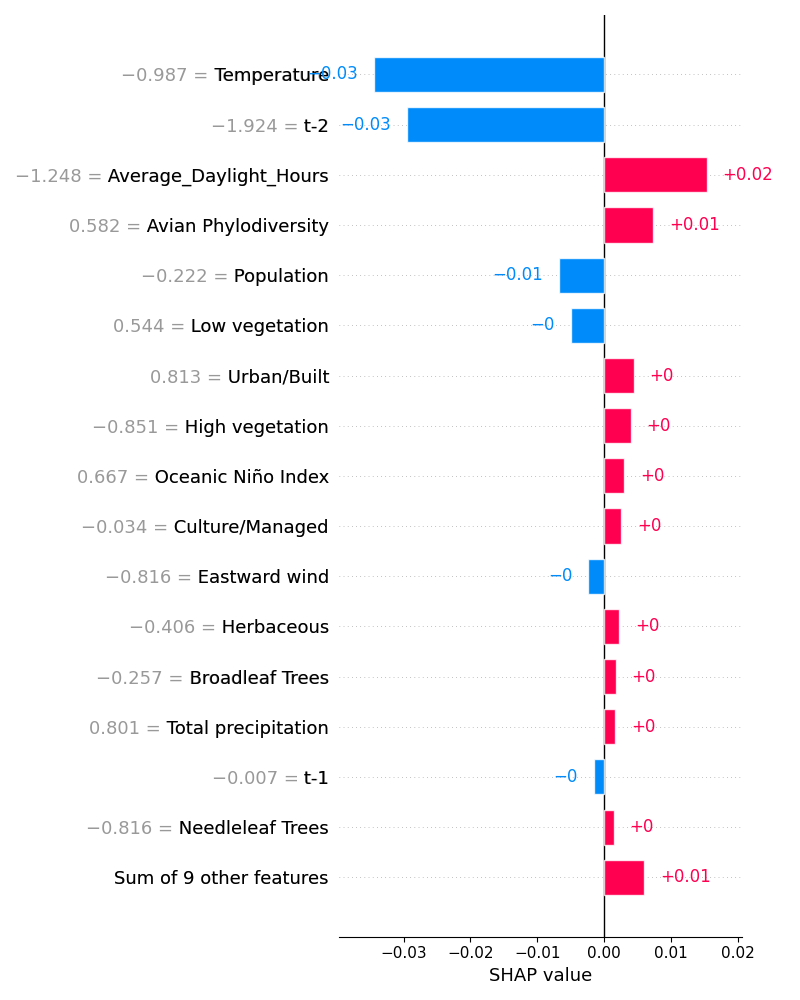 −0.987 = Temperature −0.03
−1.924 = t-2 −0.03
−1.248 = Average_Daylight_Hours +0.02
0.582 = Avian Phylodiversity +0.01
−0.222 = Population −0.01
0.544 = Low vegetation −0
0.813 = Urban/Built +0
−0.851 = High vegetation +0
0.667 = Oceanic Niño Index +0
−0.034 = Culture/Managed +0
−0.816 = Eastward wind −0
−0.406 = Herbaceous +0
−0.257 = Broadleaf Trees +0
0.801 = Total precipitation +0
−0.007 = t-1 −0
−0.816 = Needleleaf Trees +0
Sum of 9 other features +0.01
−0.03 −0.02 −0.01 0.00 0.01 0.02
SHAP value